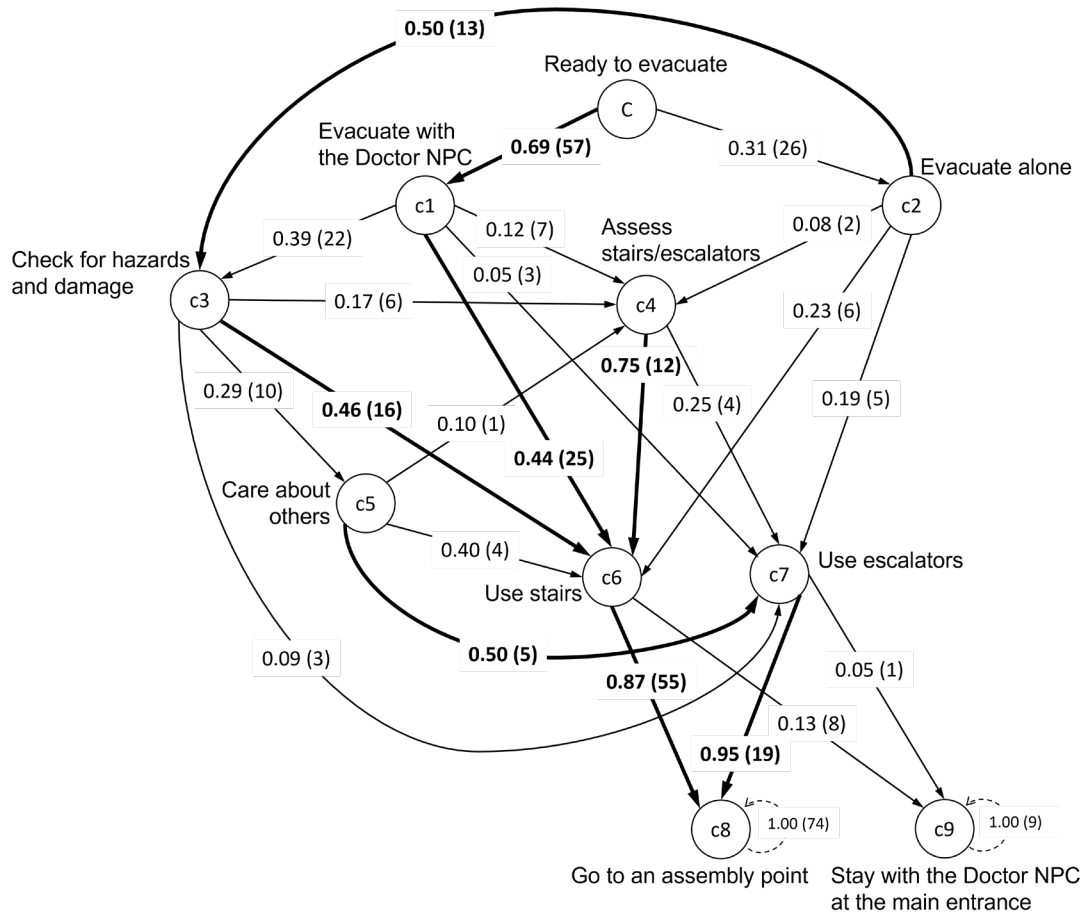 0.50 (13)
Ready to evacuate
C
Evacuate with
the Doctor NPC
0.69 (57)
0.31 (26)
Evacuate alone
c1
c2
0.39 (22)
0.12 (7)
Assess
stairs/escalators
0.08 (2)
Check for hazards
and damage
0.05 (3)
c3
0.17 (6)
c4
0.23 (6)
0.75 (12)
0.29 (10)
0.46 (16)
0.25 (4)
0.19 (5)
0.10 (1)
0.44 (25)
Care about
others
c5
0.40 (4)
c6
Use stairs
c7
Use escalators
0.09 (3)
0.50 (5)
0.87 (55)
0.05 (1)
0.13 (8)
0.95 (19)
c8
1.00 (74)
c9
1.00 (9)
Go to an assembly point
Stay with the Doctor NPC
at the main entrance